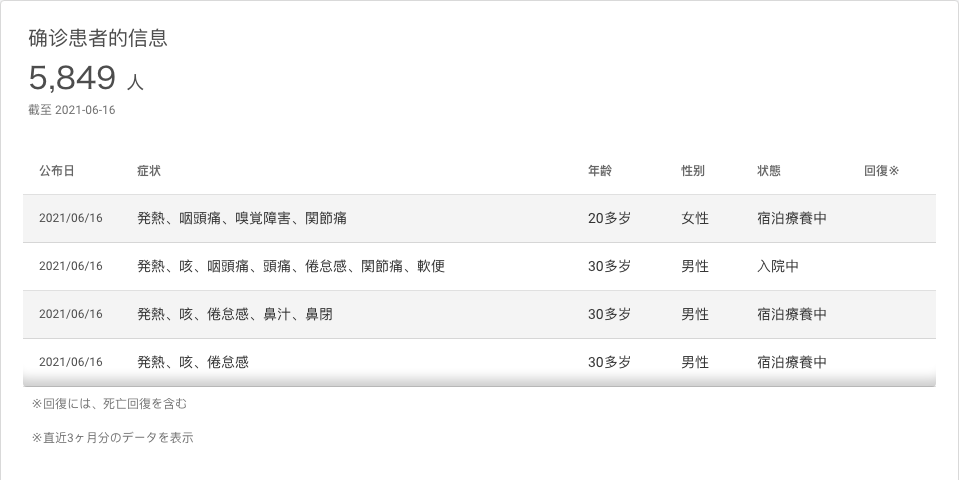 确诊患者的信息
5,849 人
截至 2021-06-16
公布日 症状 年龄 性别 状態 回復※
2021/06/16 発熱、咽頭痛、嗅覚障害、関節痛 20多岁 女性 宿泊療養中
2021/06/16 発熱、咳、咽頭痛、頭痛、倦怠感、関節痛、軟便 30多岁 男性 入院中
2021/06/16 発熱、咳、倦怠感、鼻汁、鼻閉 30多岁 男性 宿泊療養中
2021/06/16 発熱、咳、倦怠感 30多岁 男性 宿泊療養中
※回復には、死亡回復を含む
※直近3ヶ月分のデータを表示